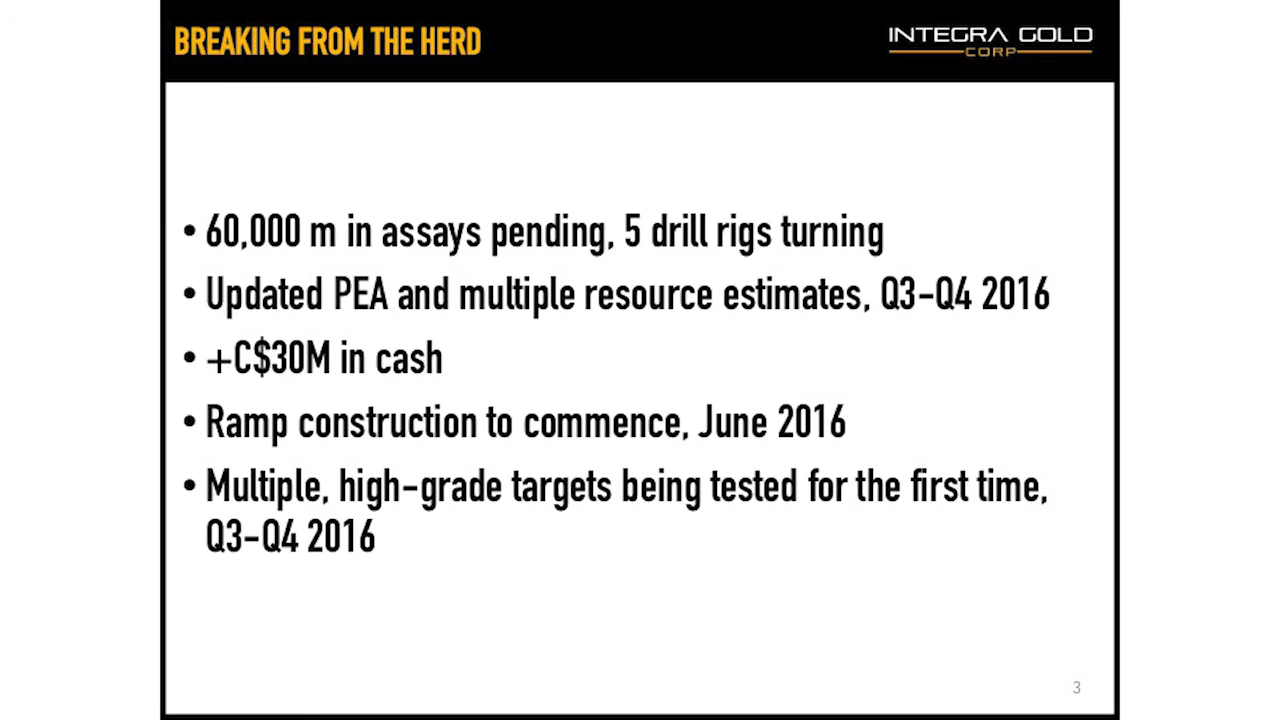 BREAKING FROM THE HERD
INTEGRA GOLD
CORP
• 60,000 m in assays pending, 5 drill rigs turning
• Updated PEA and multiple resource estimates, Q3-Q4 2016
• +C$30M in cash
• Ramp construction to commence, June 2016
• Multiple, high-grade targets being tested for the first time,
Q3-Q4 2016
3